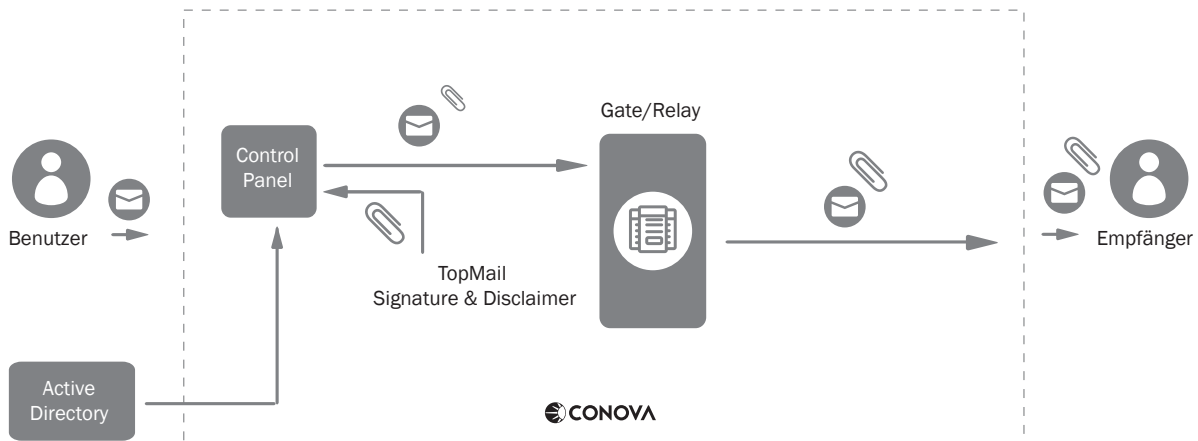 Gate/Relay
Control
Panel
Benutzer
Empfänger
TopMail
Signature & Disclaimer
Active
Directory
CONOVA